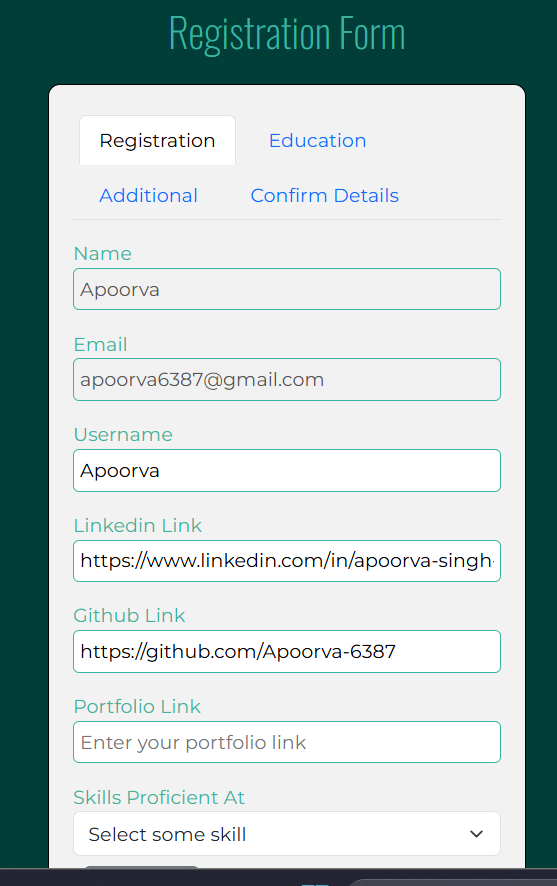 Registration Form
Registration Education
Additional Confirm Details
Name
Apoorva
Email
apoorva6387@gmail.com
Username
Apoorva
Linkedin Link
https://www.linkedin.com/in/apoorva-singh-
Github Link
https://github.com/Apoorva-6387
Portfolio Link
Enter your portfolio link
Skills Proficient At
Select some skill